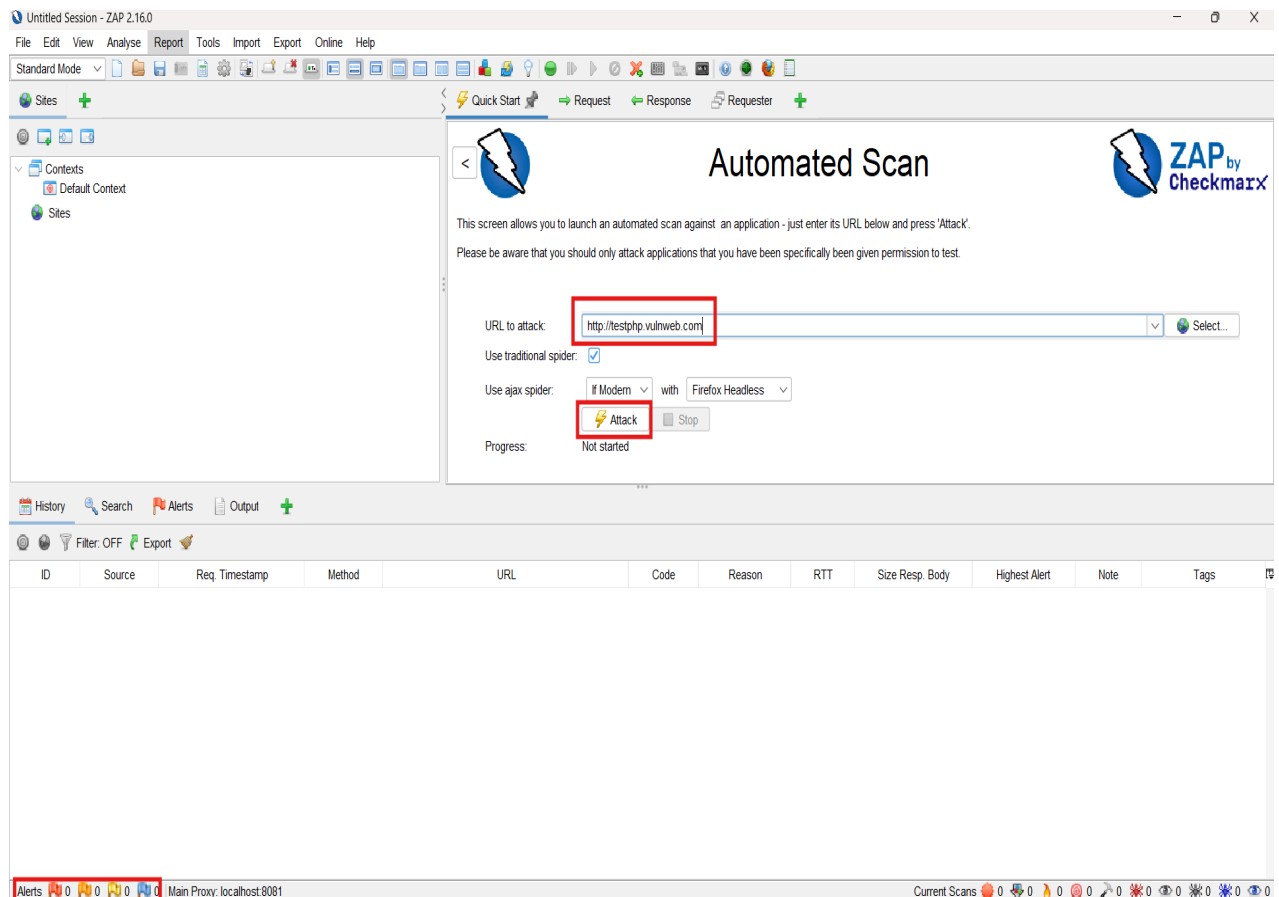 Untitled Session - ZAP 2.16.0
File Edit View Analyse Report Tools Import Export Online Help
Standard Mode
Sites
Quick Start Request Response Requester
Contexts
Default Context
Sites
<
Automated Scan
ZAP by
Checkmarx
This screen allows you to launch an automated scan against an application - just enter its URL below and press 'Attack'.
Please be aware that you should only attack applications that you have been specifically been given permission to test.
URL to attack: http://testphp.vulnweb.com Select...
Use traditional spider:
Use ajax spider: If Modern with Firefox Headless
Attack Stop
Progress: Not started
History Search Alerts Output
Filter: OFF Export
ID Source Req. Timestamp Method URL Code Reason RTT Size Resp. Body Highest Alert Note Tags
Alerts 0 0 0 0 Main Proxy: localhost:8081 Current Scans 0 0 0 0 0 0 0 0 0 0